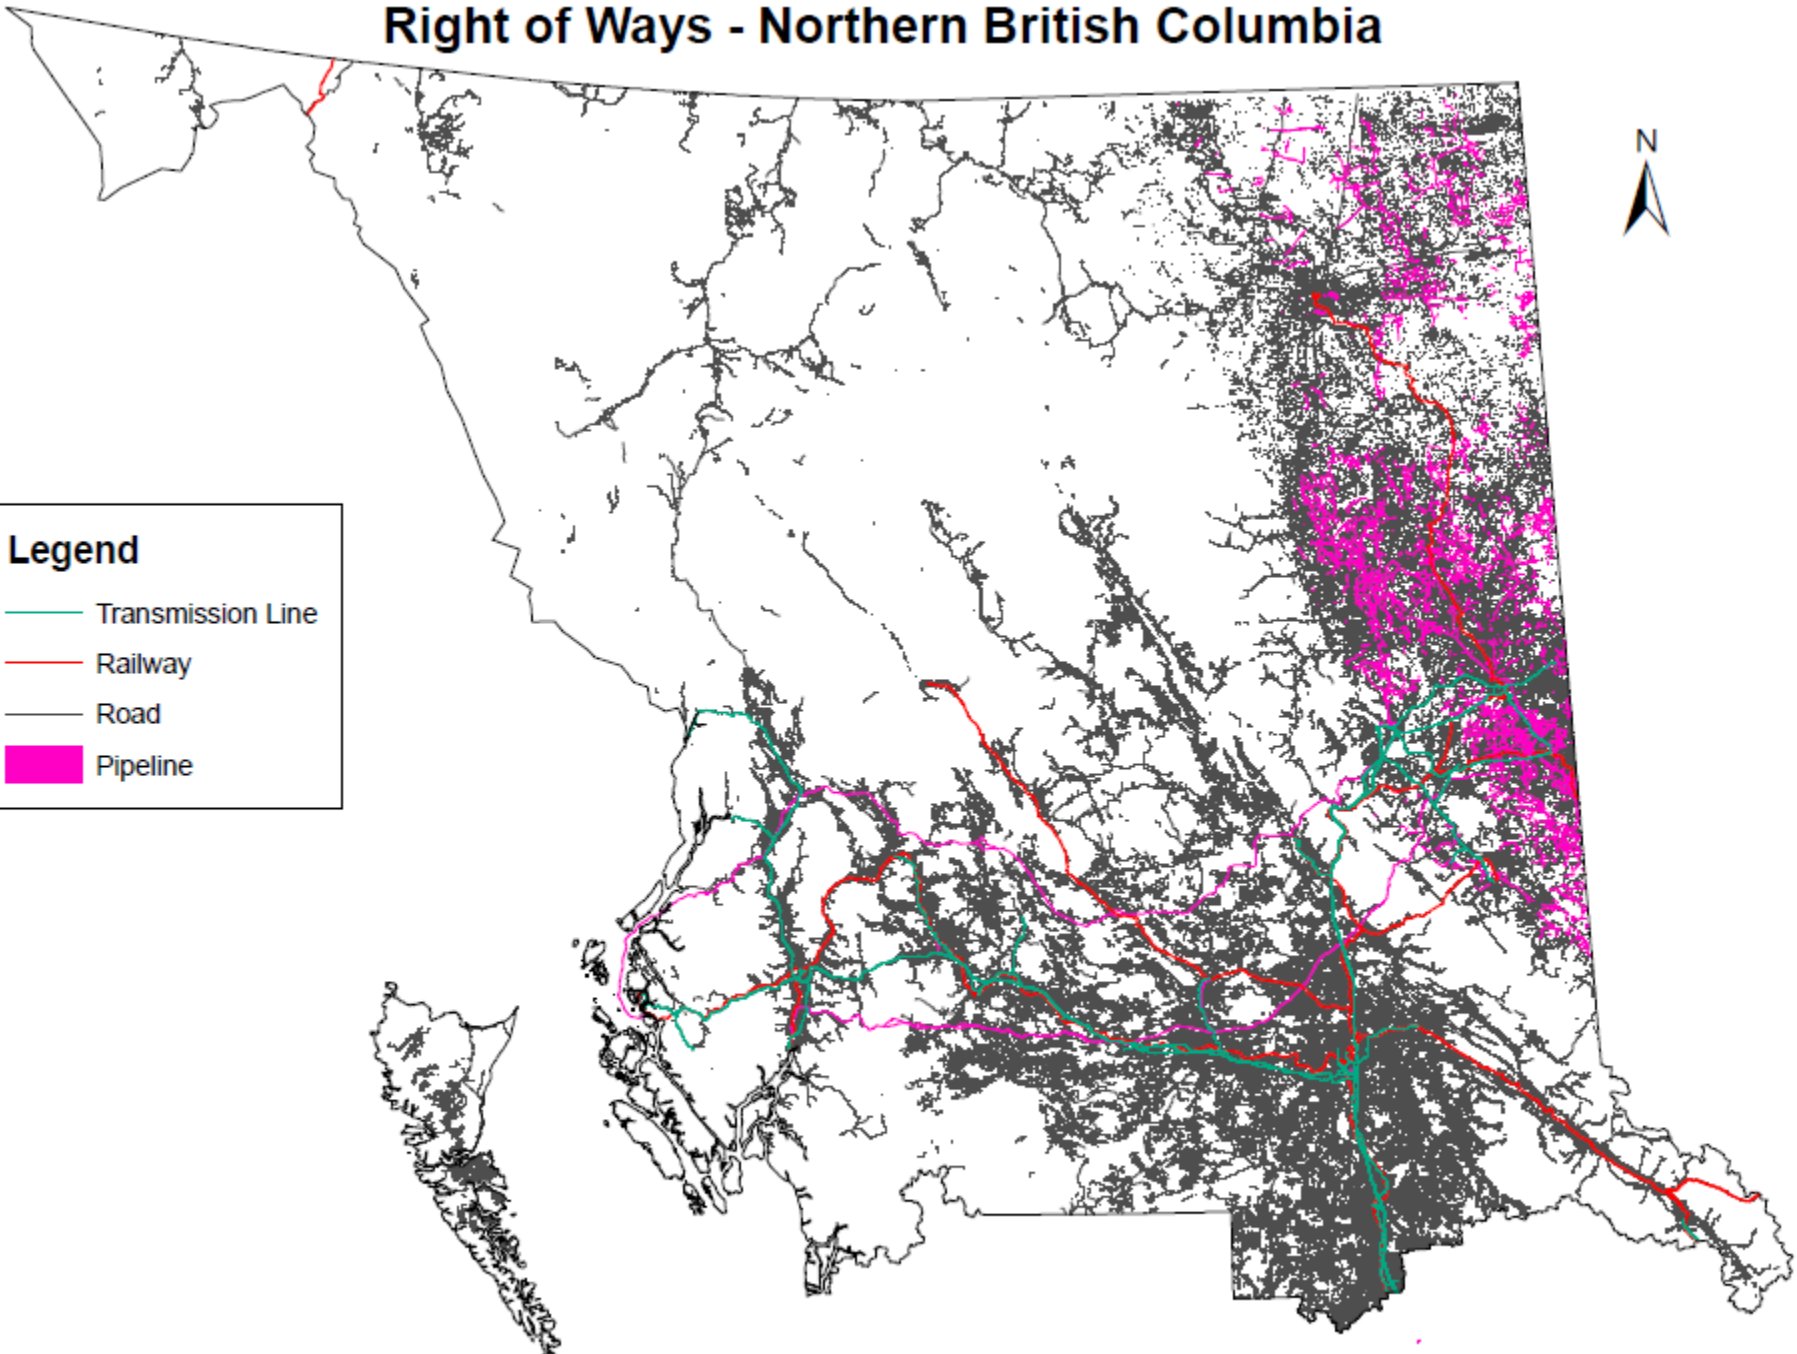 Right of Ways - Northern British Columbia
N
Legend
Transmission Line
Railway
Road
Pipeline